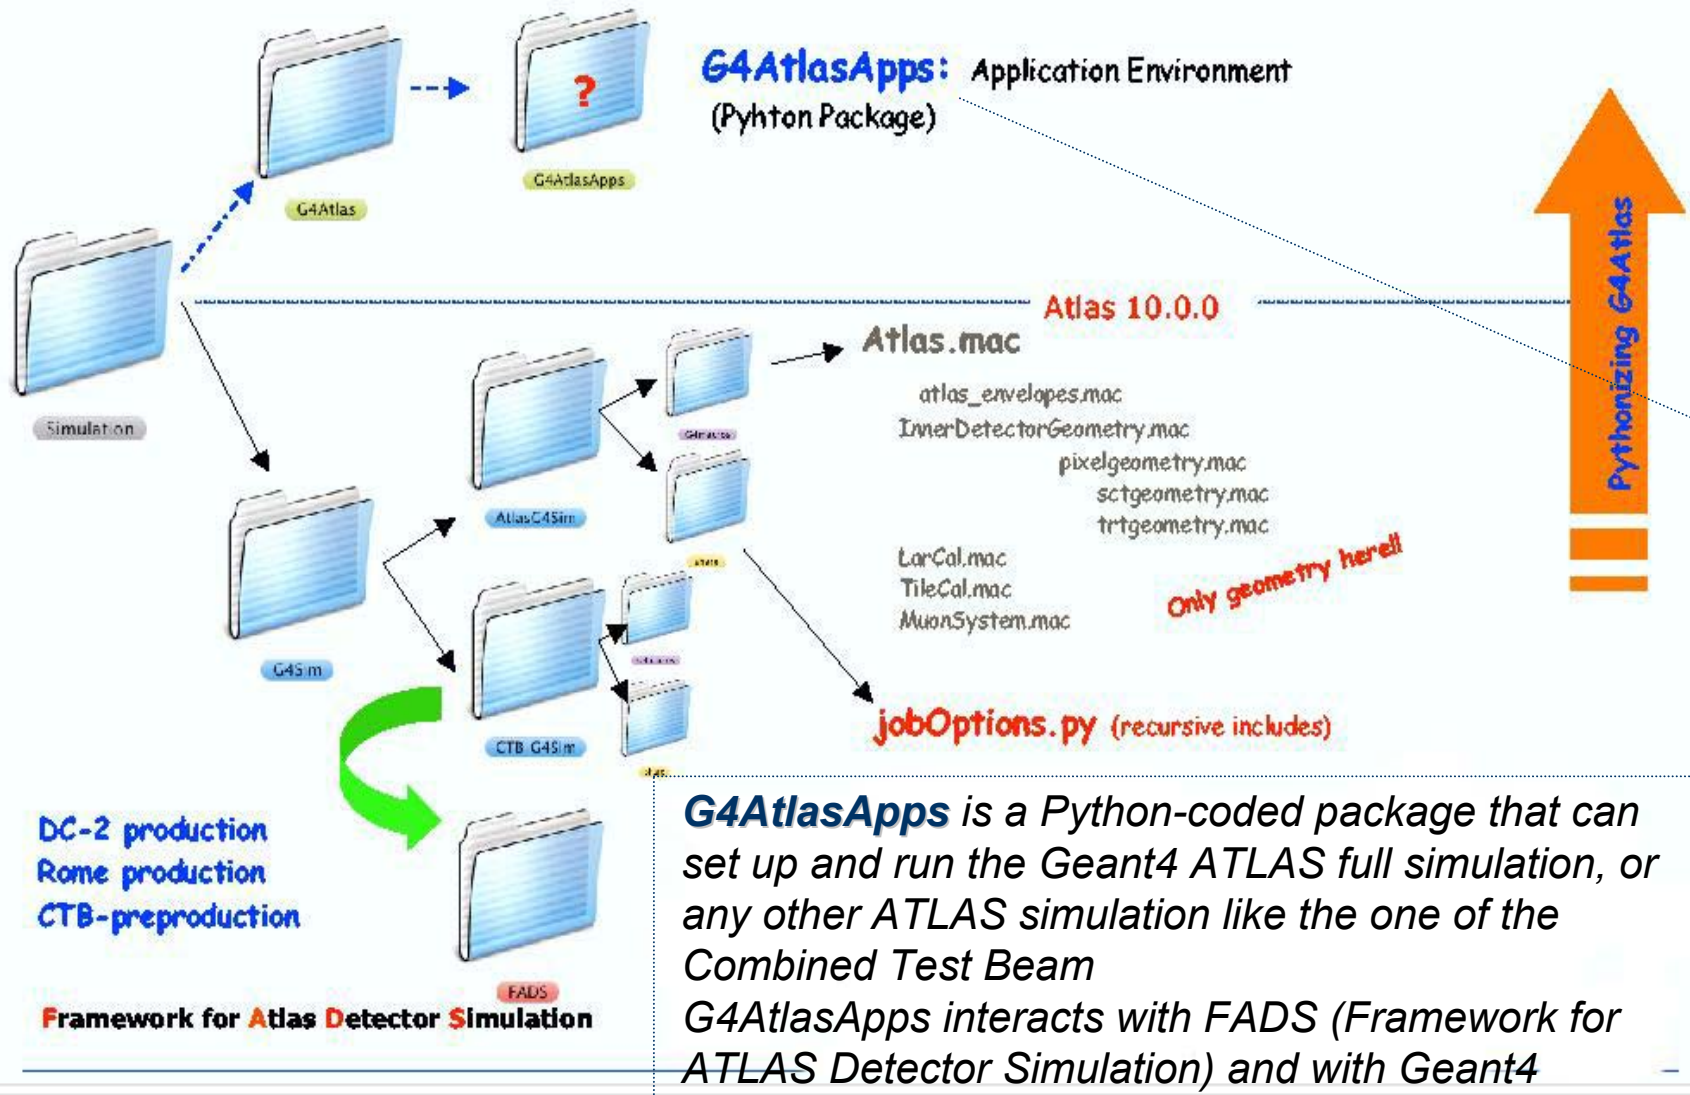 G4AtlasApps: Application Environment
(Pyhton Package)
?
G4AtlasApps
G4Atlas
Simulation
Pythonizing G4Atlas
Atlas 10.0.0
Atlas.mac
atlas_envelopes.mac
InnerDetectorGeometry.mac
pixelgeometry.mac
sctgeometry.mac
trtgeometry.mac
LarCal.mac
TileCal.mac
MuonSystem.mac
Only geometry here!!
G4macros
AtlasG4Sim
share
G4Sim
CTB G4Sim
jobOptions.py (recursive includes)
DC-2 production
Rome production
CTB-preproduction
FADS
Framework for Atlas Detector Simulation
G4AtlasApps is a Python-coded package that can
set up and run the Geant4 ATLAS full simulation, or
any other ATLAS simulation like the one of the
Combined Test Beam
G4AtlasApps interacts with FADS (Framework for
ATLAS Detector Simulation) and with Geant4